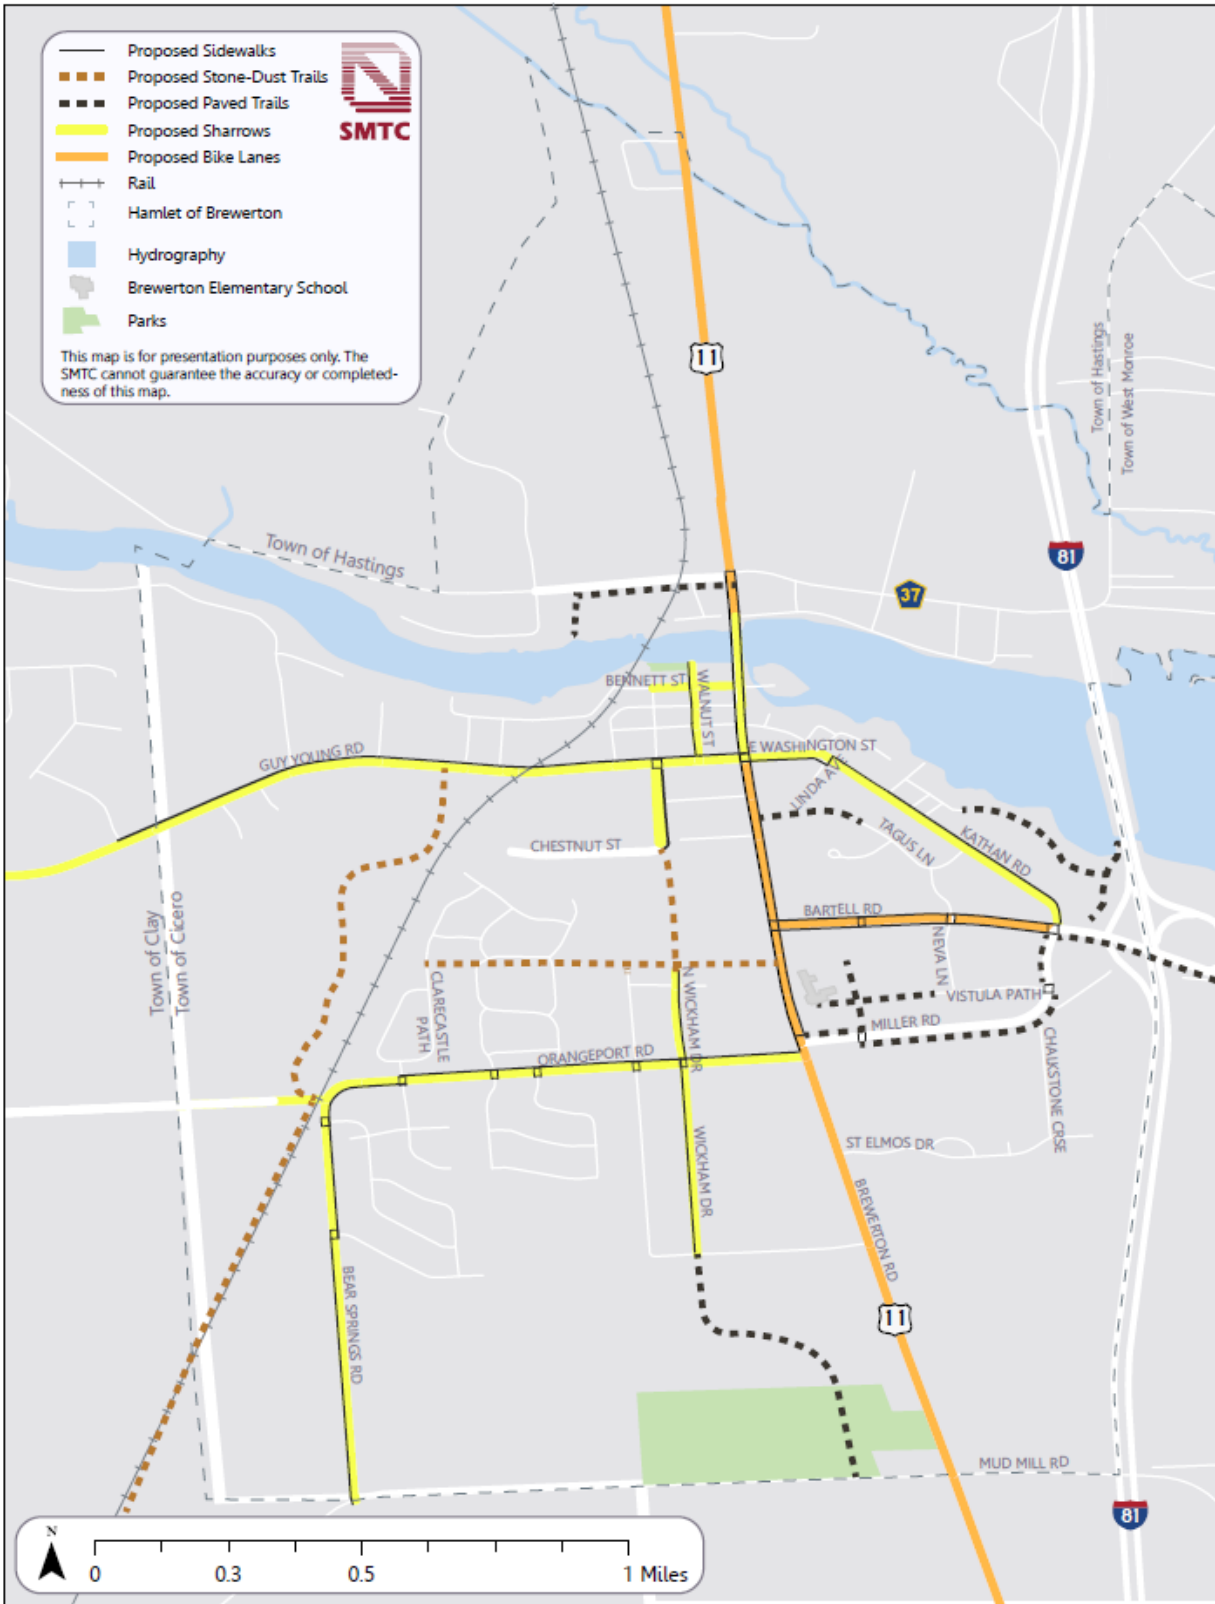 Proposed Sidewalks
Proposed Stone-Dust Trails
Proposed Paved Trails
Proposed Sharrows
Proposed Bike Lanes
Rail
Hamlet of Brewerton
Hydrography
Brewerton Elementary School
Parks
SMTC
This map is for presentation purposes only. The
SMTC cannot guarantee the accuracy or completed-
ness of this map.
11
Town of Hastings
Town of West Monroe
81
Town of Hastings
37
BENNETT ST
WALNUT ST
E WASHINGTON ST
GUY YOUNG RD
LINDA AVE
CHESTNUT ST
TAGUS LN
KATHAN RD
BARTELL RD
Town of Clay
Town of Cicero
NEVA LN
CLARECASTLE
PATH
N WICKHAM DR
VISTULA PATH
MILLER RD
ORANGEPORT RD
CHALKSTONE CRSE
ST ELMOS DR
WICKHAM DR
BREWERTON RD
BEAR SPRINGS RD
11
MUD MILL RD
81
N
0 0.3 0.5 1 Miles